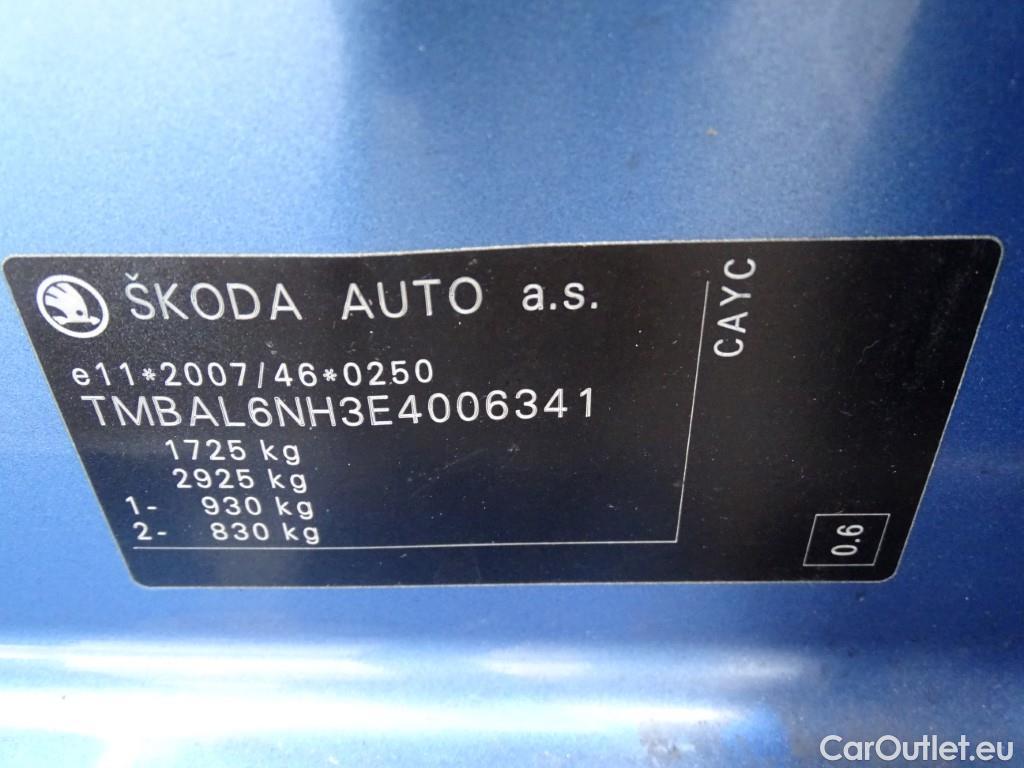 ŠKODA AUTO a.s.
e11*2007/46*0250
TMBAL6NH3E4006341
1725 kg
2925 kg
1- 930 kg
2- 830 kg
CAYC
0.6
CarOutlet.eu